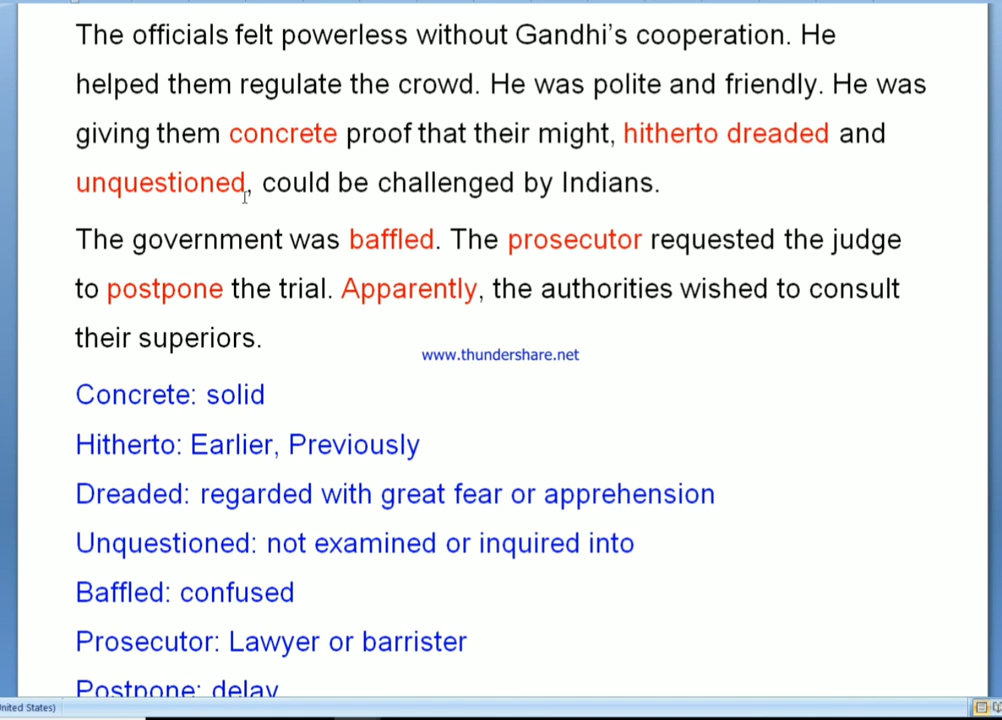 The officials felt powerless without Gandhi's cooperation. He
helped them regulate the crowd. He was polite and friendly. He was
giving them concrete proof that their might, hitherto dreaded and
unquestioned, could be challenged by Indians.
The government was baffled. The prosecutor requested the judge
to postpone the trial. Apparently, the authorities wished to consult
their superiors.
www.thundershare.net
Concrete: solid
Hitherto: Earlier, Previously
Dreaded: regarded with great fear or apprehension
Unquestioned: not examined or inquired into
Baffled: confused
Prosecutor: Lawyer or barrister
Postpone: delay
United States)